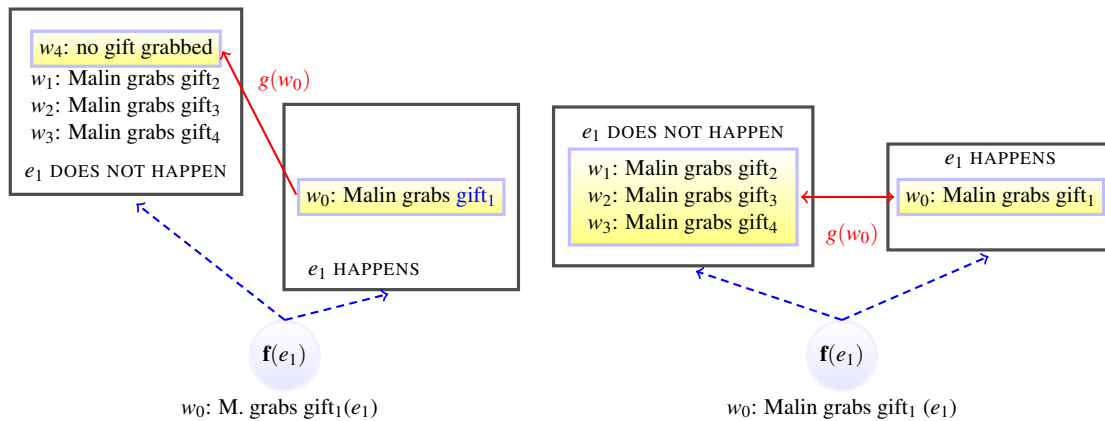 w₄: no gift grabbed
w₁: Malin grabs gift₂
w₂: Malin grabs gift₃
w₃: Malin grabs gift₄
e₁ DOES NOT HAPPEN
g(w₀)
w₀: Malin grabs gift₁
e₁ HAPPENS
f(e₁)
w₀: M. grabs gift₁(e₁)
e₁ DOES NOT HAPPEN
w₁: Malin grabs gift₂
w₂: Malin grabs gift₃
w₃: Malin grabs gift₄
g(w₀)
e₁ HAPPENS
w₀: Malin grabs gift₁
f(e₁)
w₀: Malin grabs gift₁ (e₁)